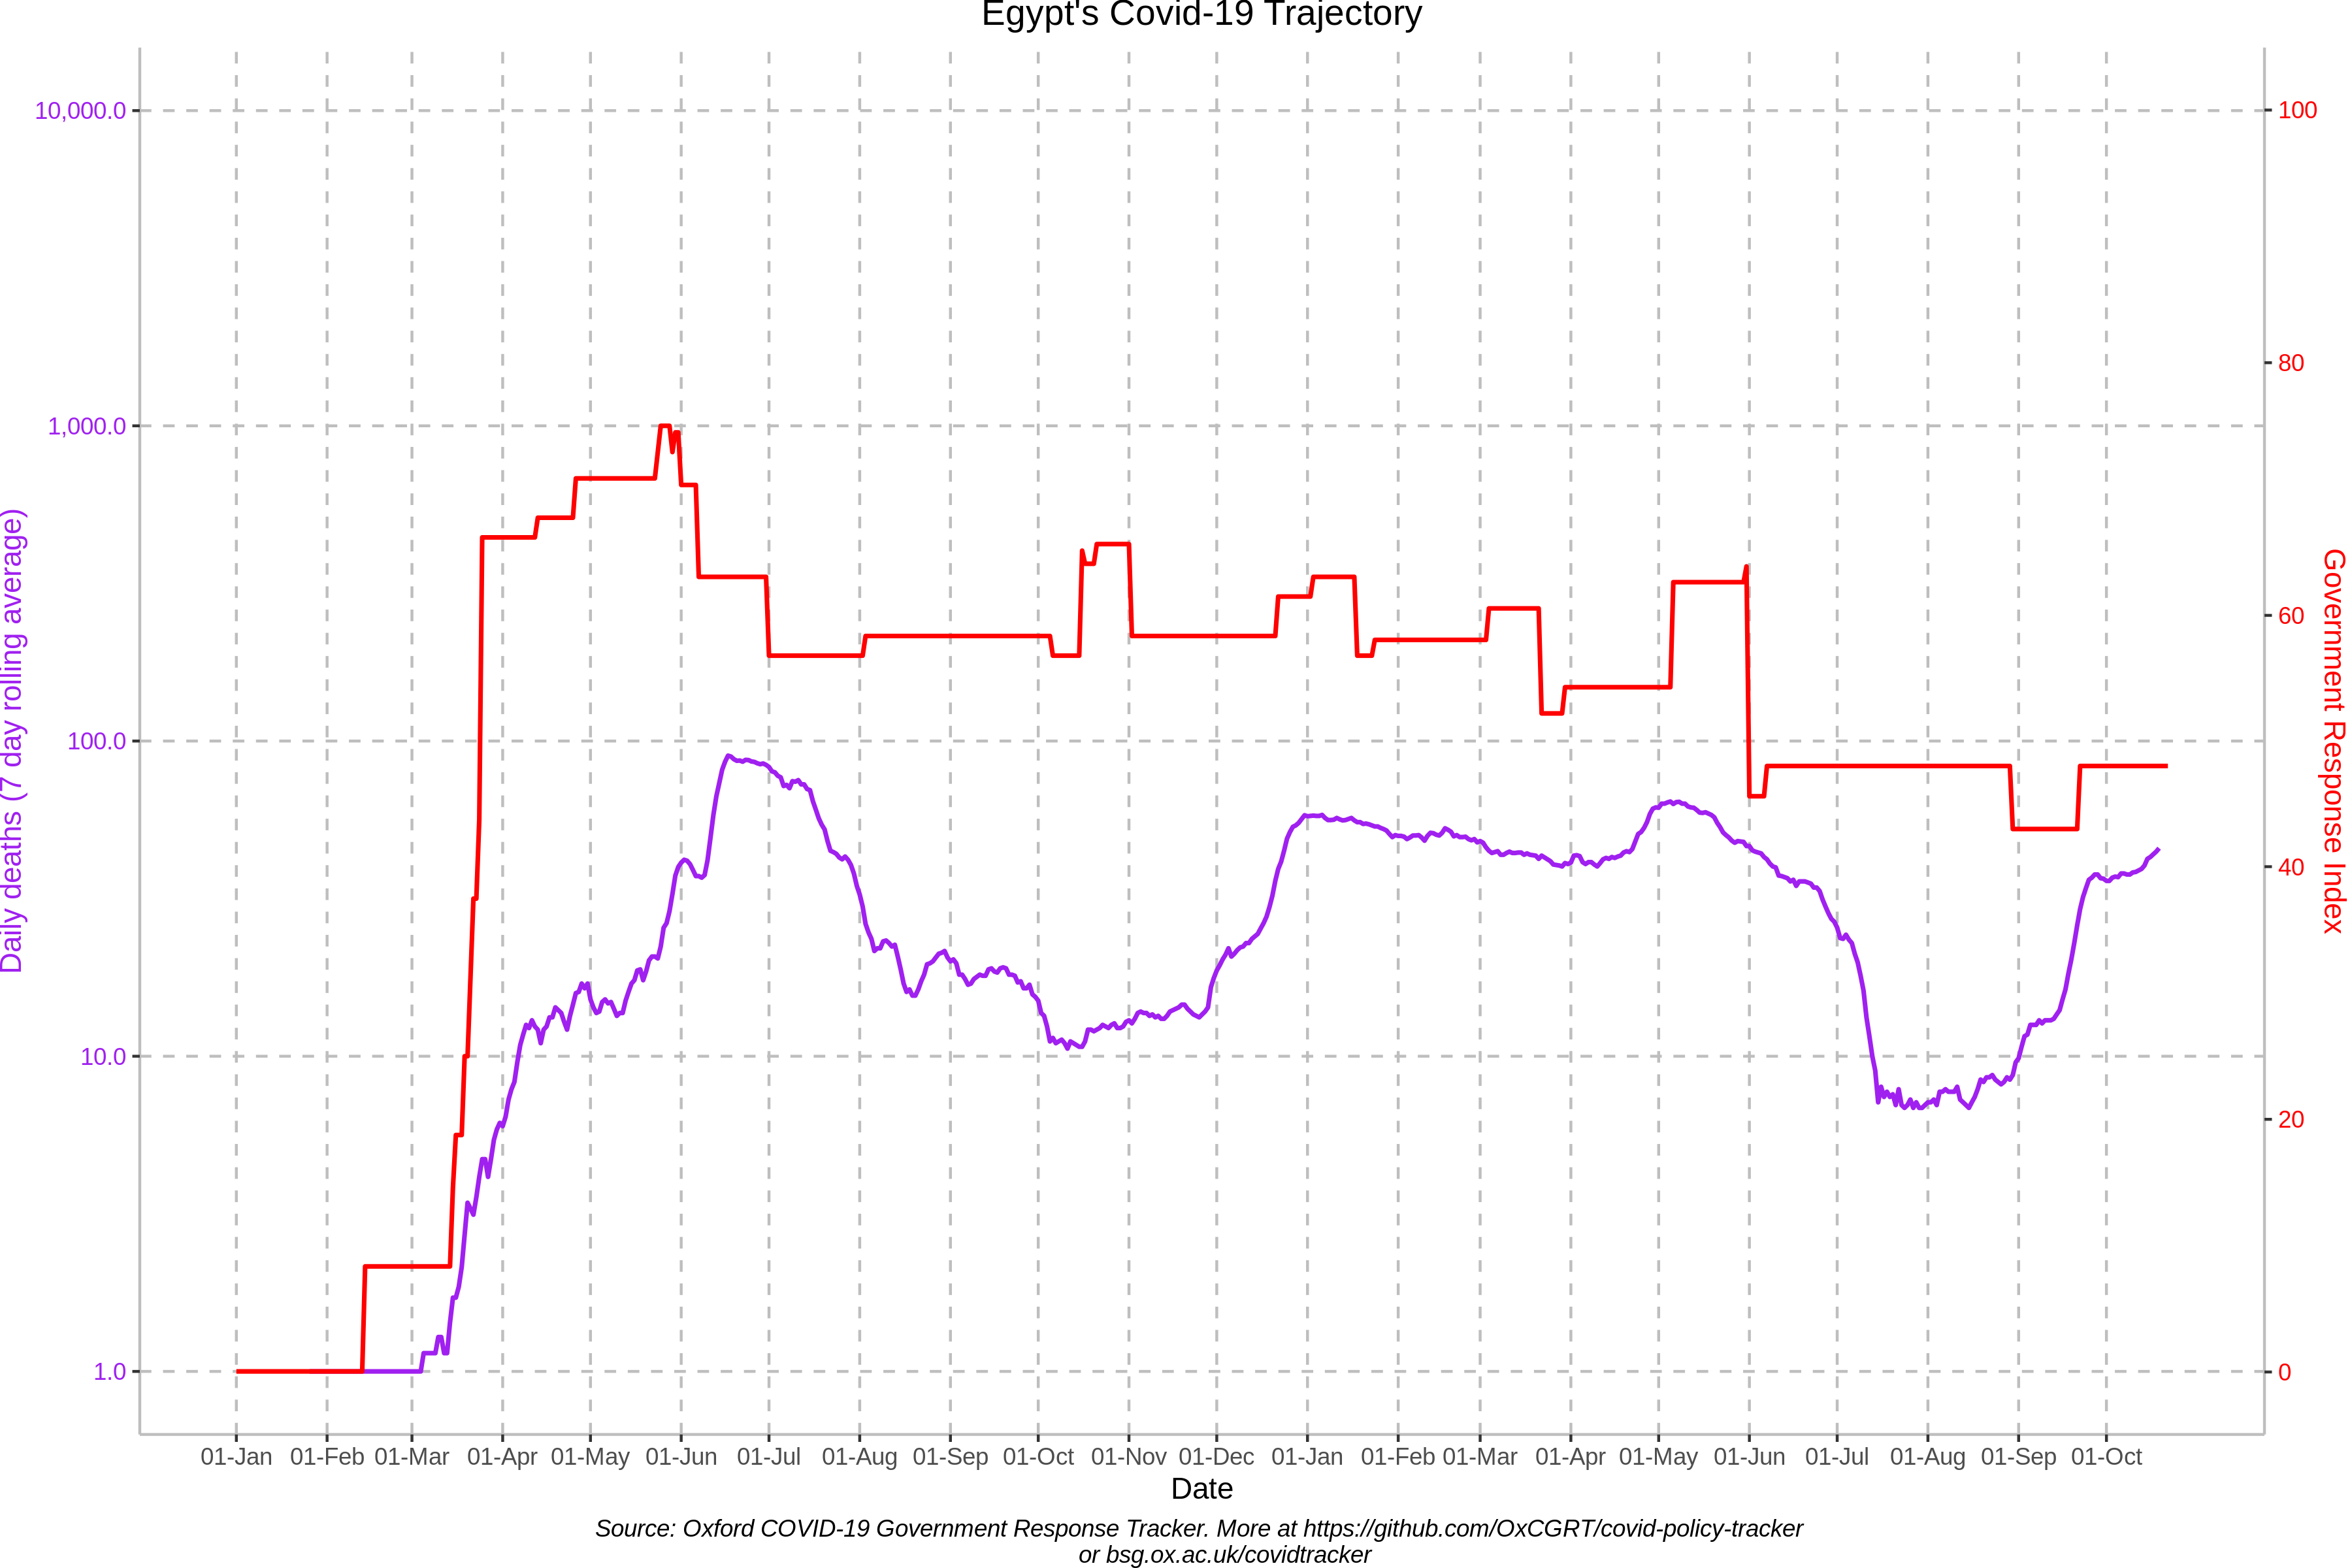 Egypt's Covid-19 Trajectory
10,000.0
1,000.0
100.0
10.0
1.0
Daily deaths (7 day rolling average)
100
80
60
40
20
0
Government Response Index
01-Jan 01-Feb 01-Mar 01-Apr 01-May 01-Jun 01-Jul 01-Aug 01-Sep 01-Oct 01-Nov 01-Dec 01-Jan 01-Feb 01-Mar 01-Apr 01-May 01-Jun 01-Jul 01-Aug 01-Sep 01-Oct
Date
Source: Oxford COVID-19 Government Response Tracker. More at https://github.com/OxCGRT/covid-policy-tracker
or bsg.ox.ac.uk/covidtracker